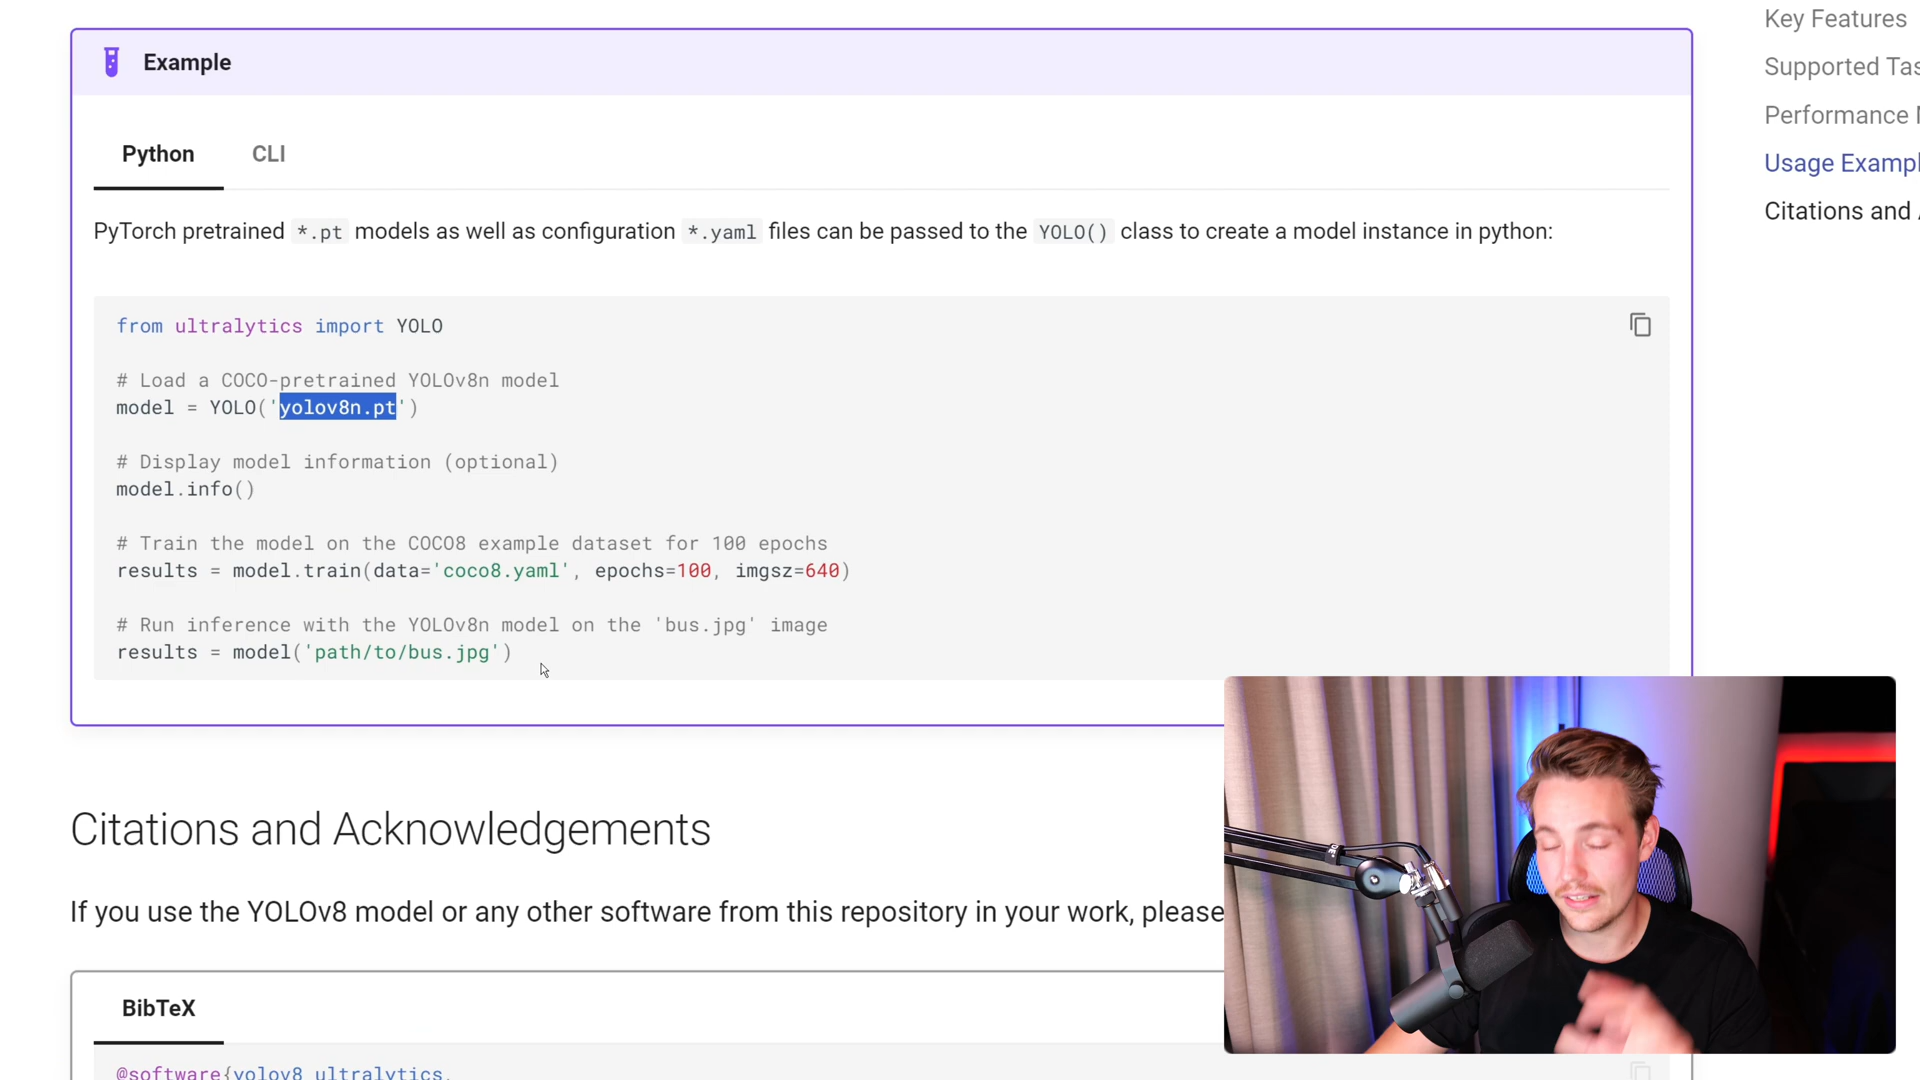 Example
Python CLI
PyTorch pretrained *.pt models as well as configuration *.yaml files can be passed to the YOLO() class to create a model instance in python:
from ultralytics import YOLO
# Load a COCO-pretrained YOLOv8n model
model = YOLO('yolov8n.pt')
# Display model information (optional)
model.info()
# Train the model on the COCO8 example dataset for 100 epochs
results = model.train(data='coco8.yaml', epochs=100, imgsz=640)
# Run inference with the YOLOv8n model on the 'bus.jpg' image
results = model('path/to/bus.jpg')
Citations and Acknowledgements
If you use the YOLOv8 model or any other software from this repository in your work, please
BibTeX
@software{yolov8_ultralytics,
Key Features
Supported Tas
Performance
Usage Exampl
Citations and